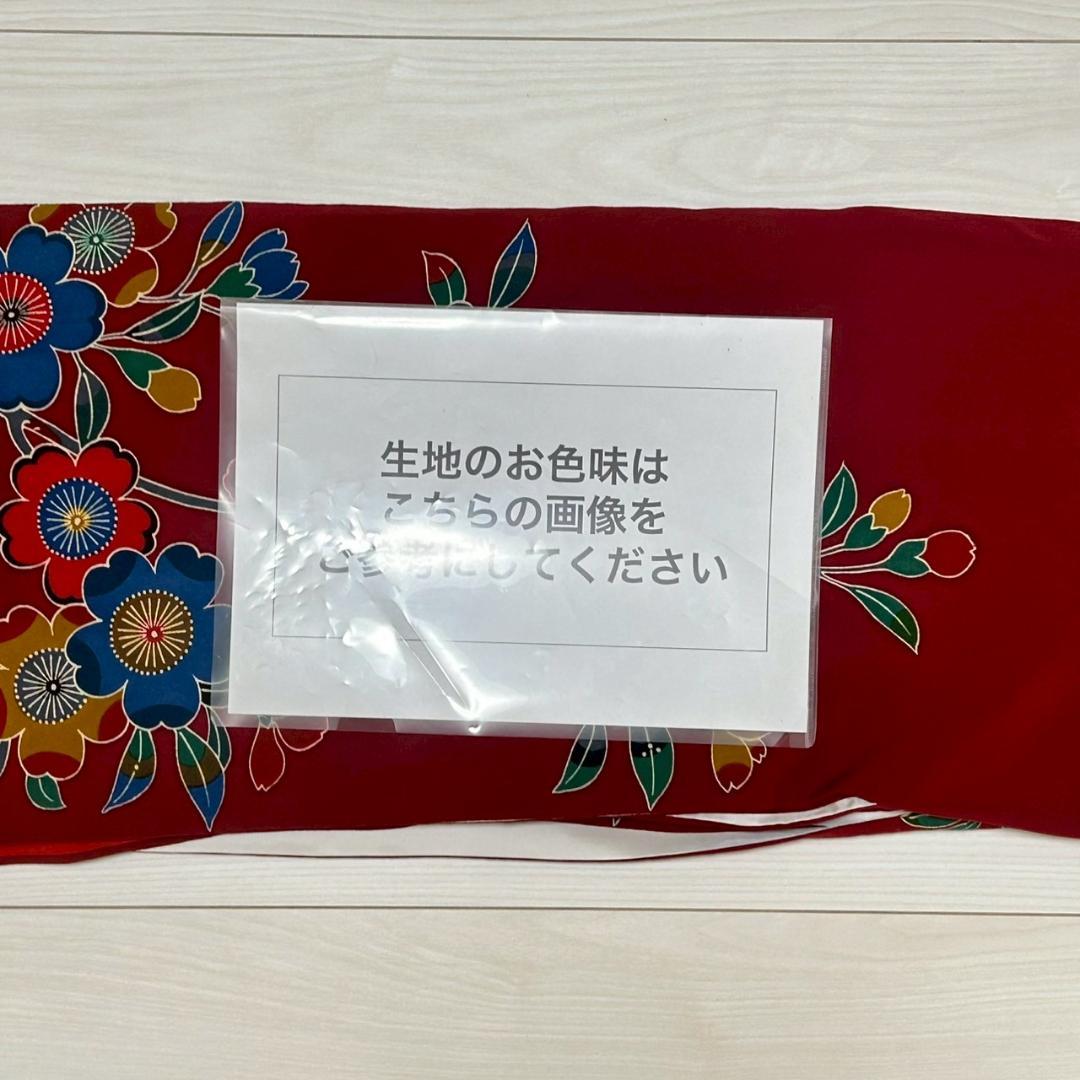 生地のお色味は
こちらの画像を
ご参考にしてください